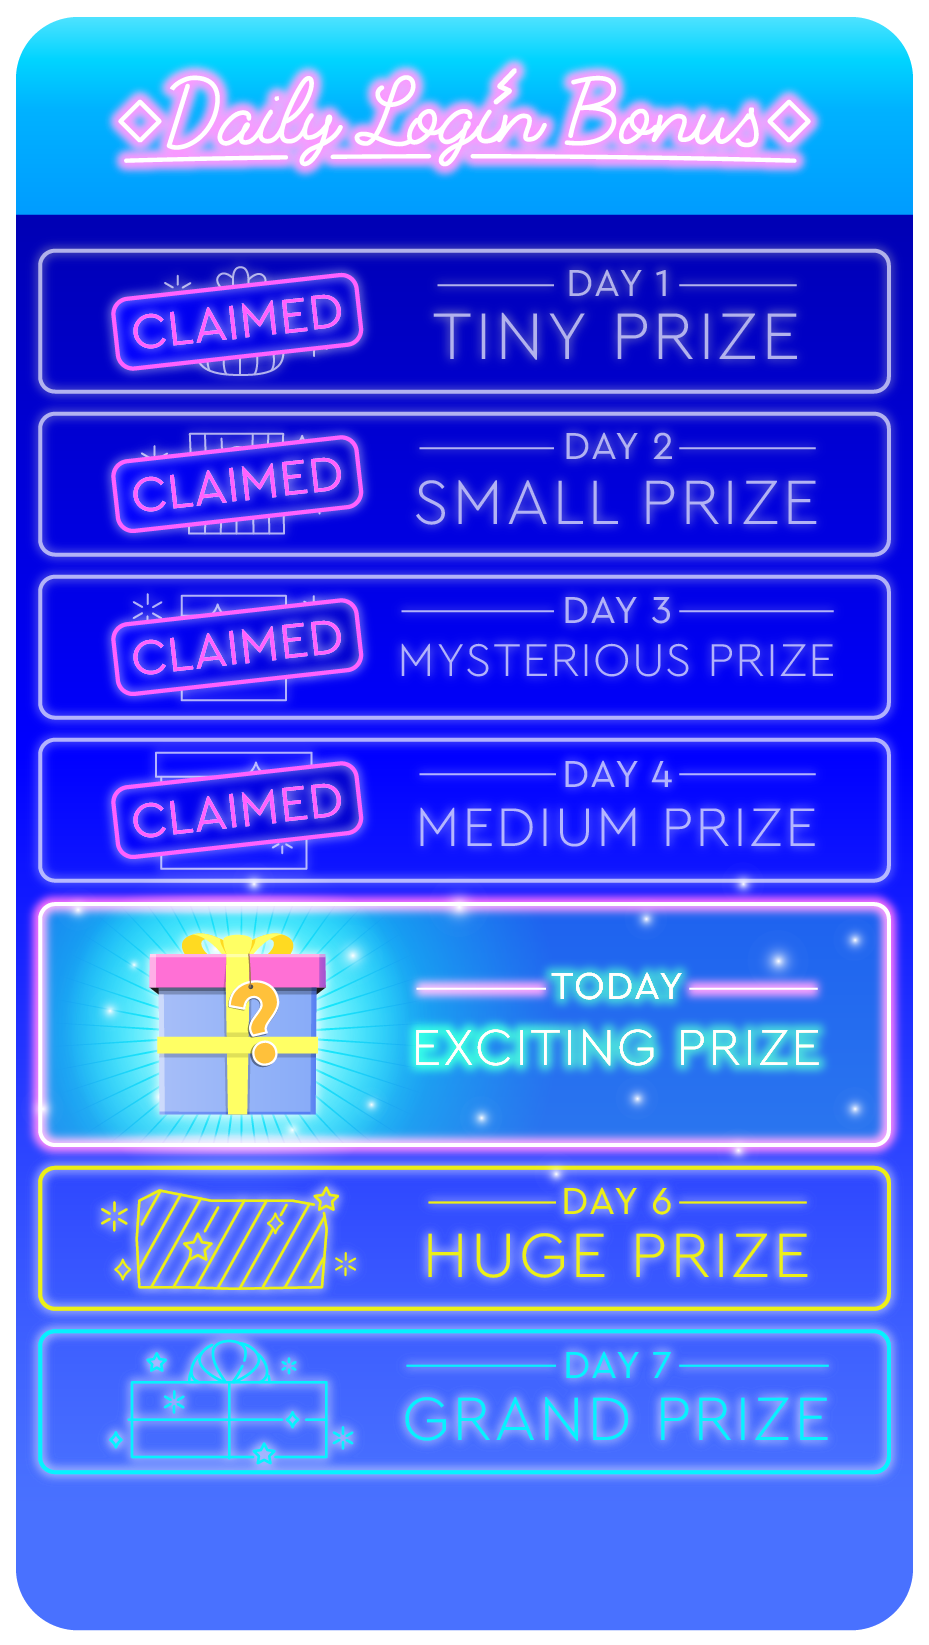 Daily Login Bonus
DAY 1
CLAIMED
TINY PRIZE
DAY 2
CLAIMED
SMALL PRIZE
DAY 3
CLAIMED
MYSTERIOUS PRIZE
DAY 4
CLAIMED
MEDIUM PRIZE
TODAY
?
EXCITING PRIZE
DAY 6
HUGE PRIZE
DAY 7
GRAND PRIZE